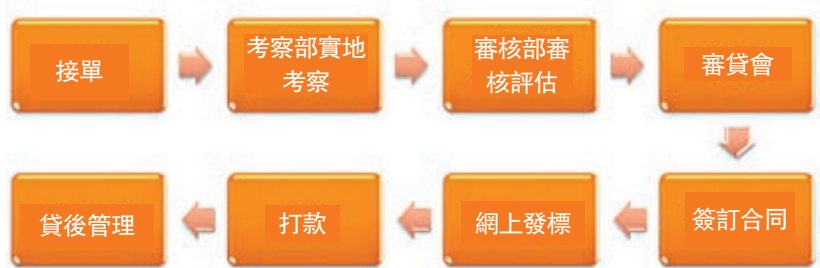 接單
考察部實地
考察
審核部審
核評估
審貸會
簽訂合同
網上發標
打款
貸後管理